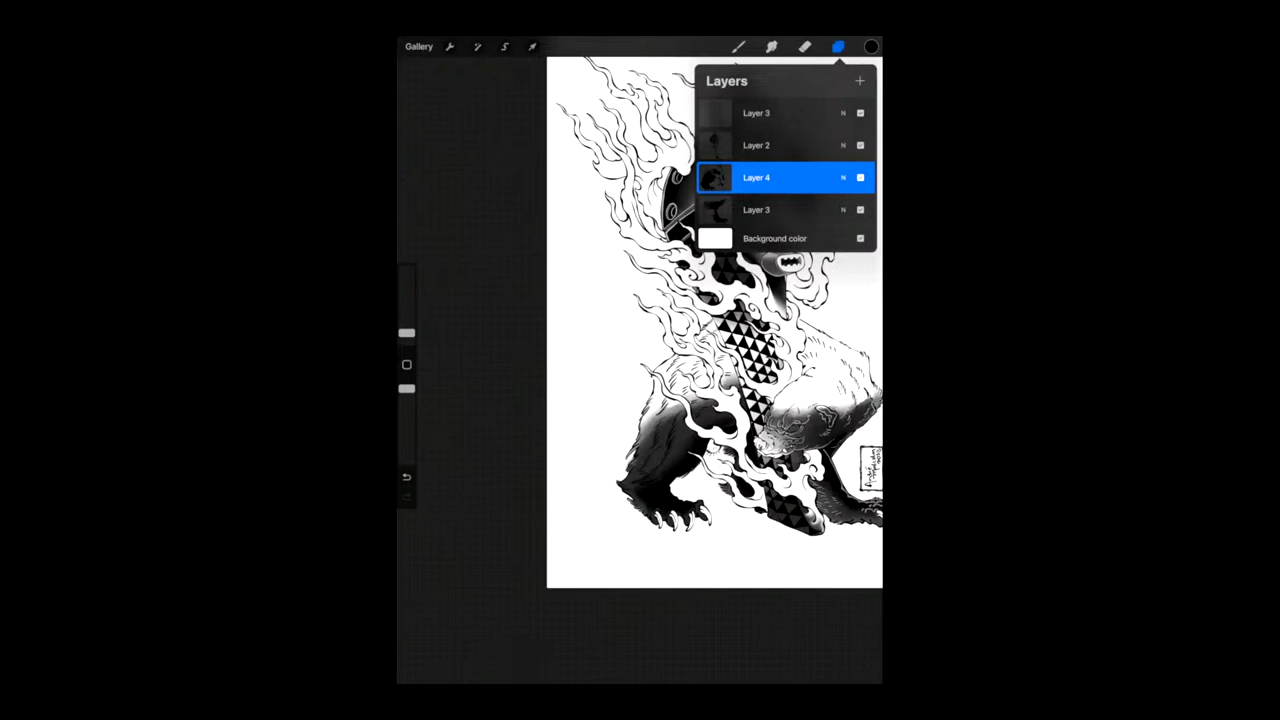 Gallery
Layers
Layer 3 N
Layer 2 N
Layer 4 N
Layer 3 N
Background color